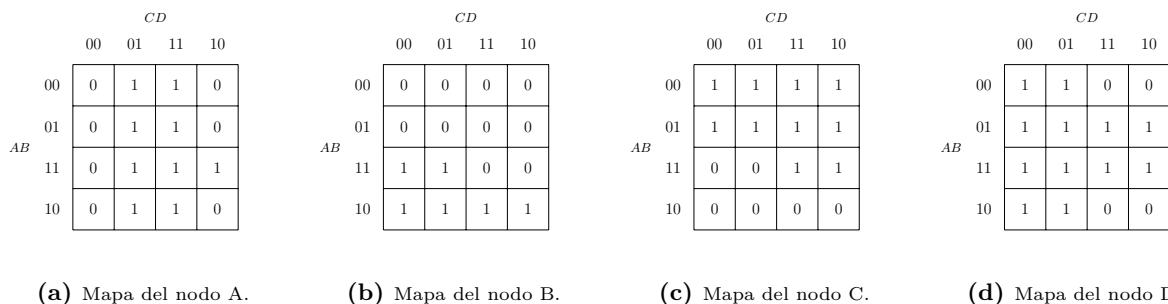 CD CD CD CD
00 01 11 10 00 01 11 10 00 01 11 10 00 01 11 10
00 0 1 1 0 00 0 0 0 0 00 1 1 1 1 00 1 1 0 0
01 0 1 1 0 01 0 0 0 0 01 1 1 1 1 01 1 1 1 1
AB AB AB AB
11 0 1 1 1 11 1 1 0 0 11 0 0 1 1 11 1 1 1 1
10 0 1 1 0 10 1 1 1 1 10 0 0 0 0 10 1 1 0 0
(a) Mapa del nodo A. (b) Mapa del nodo B. (c) Mapa del nodo C. (d) Mapa del nodo